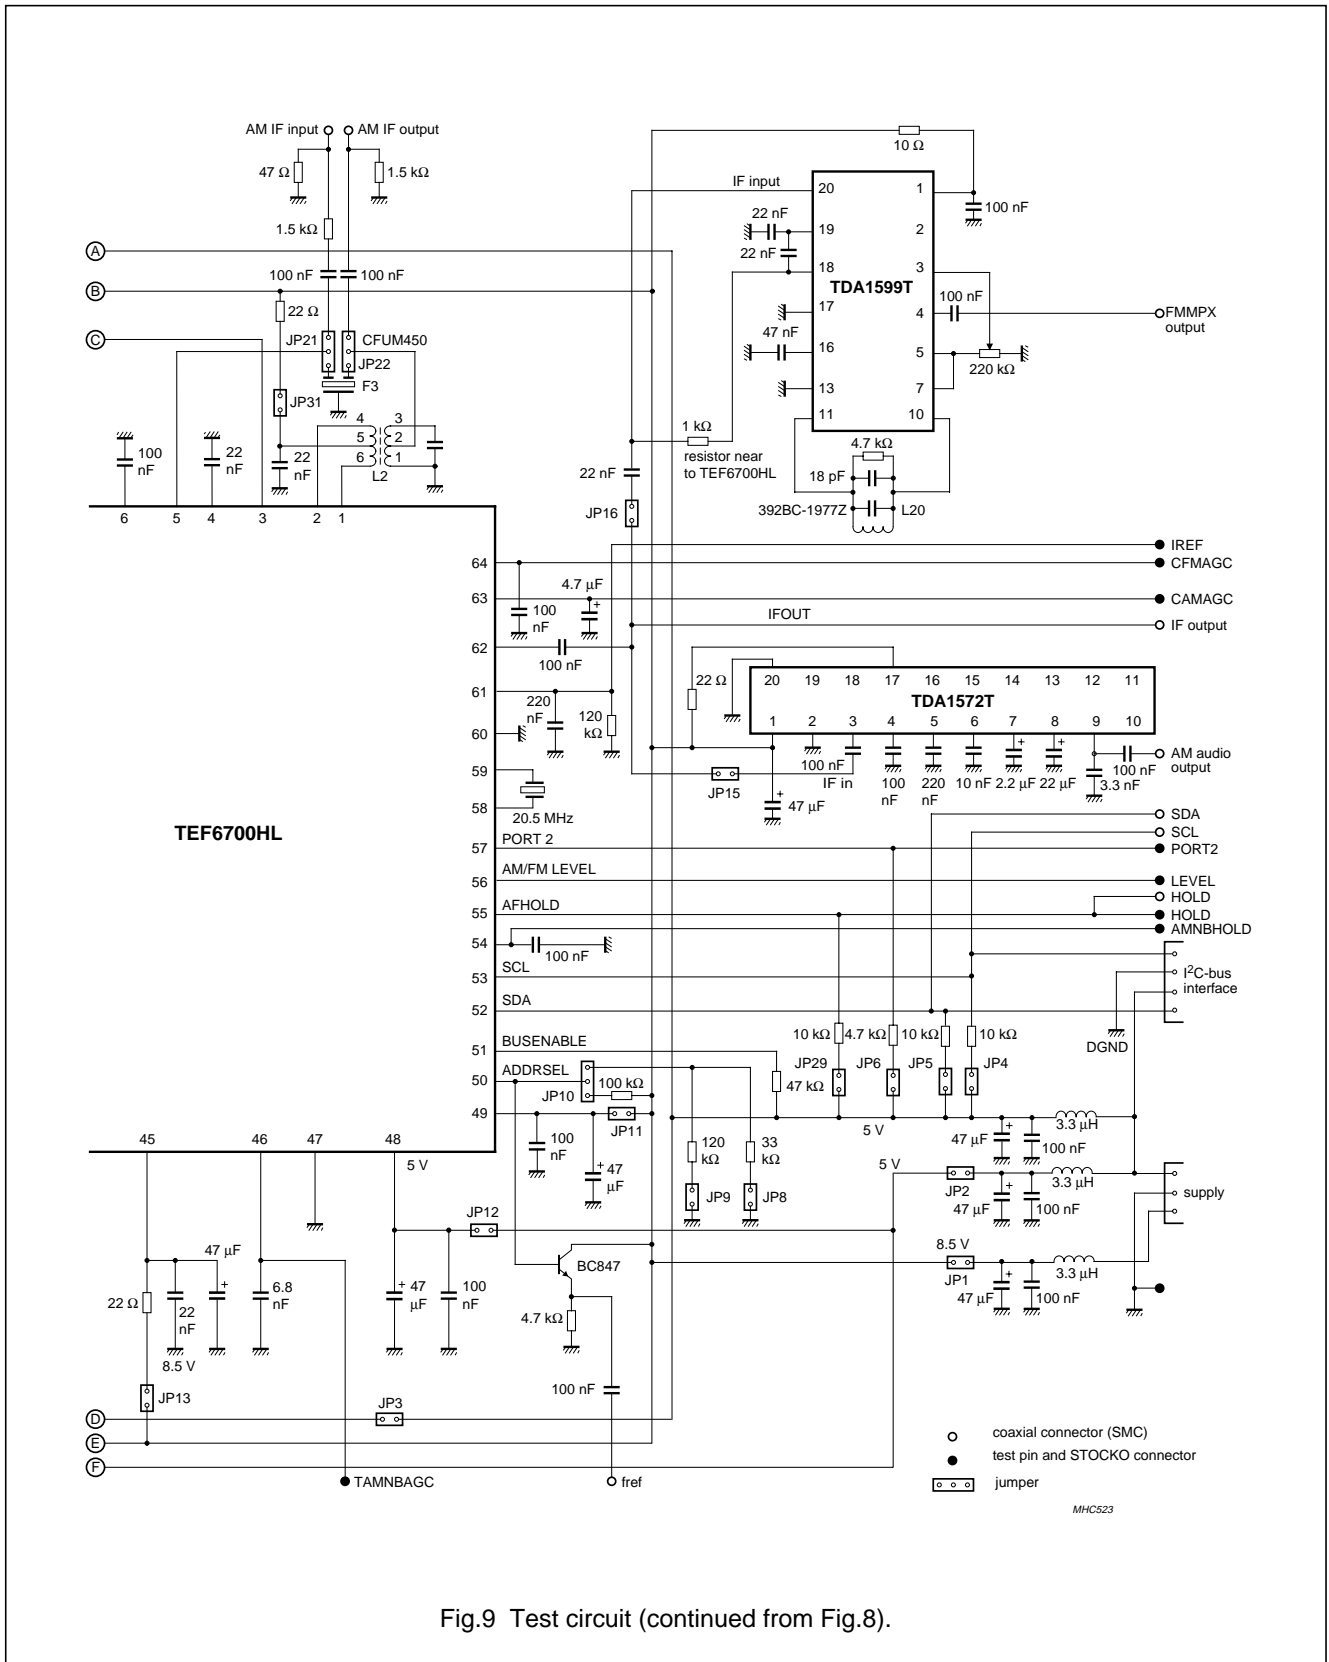 AM IF input
AM IF output
47 Ω
1.5 kΩ
1.5 kΩ
100 nF
100 nF
A
B
C
22 Ω
JP21
CFUM450
JP22
F3
JP31
4
3
5
2
6
1
L2
100
nF
22
nF
22
nF
6
5
4
3
2
1
10 Ω
IF input
20
1
100 nF
22 nF
19
2
22 nF
18
3
TDA1599T
17
4
100 nF
FMMPX
output
47 nF
16
5
220 kΩ
13
7
11
10
1 kΩ
resistor near
to TEF6700HL
4.7 kΩ
22 nF
18 pF
JP16
392BC-1977Z
L20
IREF
64
CFMAGC
4.7 μF
+
63
CAMAGC
100
nF
IFOUT
IF output
62
100 nF
22 Ω
20
19
18
17
16
15
14
13
12
11
TDA1572T
1
2
3
4
5
6
7
8
9
10
61
220
nF
120
kΩ
60
+
+
100 nF
IF in
100
nF
220
nF
10 nF
2.2 μF
22 μF
100 nF
3.3 nF
AM audio
output
59
JP15
+
47 μF
58
20.5 MHz
TEF6700HL
SDA
SCL
57
PORT 2
PORT2
56
AM/FM LEVEL
LEVEL
HOLD
55
AFHOLD
HOLD
AMNBHOLD
54
100 nF
53
SCL
I2C-bus
interface
52
SDA
10 kΩ
4.7 kΩ
10 kΩ
10 kΩ
DGND
51
BUSENABLE
JP29
JP6
JP5
JP4
50
ADDRSEL
100 kΩ
47 kΩ
JP10
49
JP11
5 V
3.3 μH
45
46
47
48
5 V
100
nF
+
47
μF
120
kΩ
33
kΩ
47 μF
+
100 nF
5 V
JP9
JP8
JP2
47 μF
+
3.3 μH
100 nF
supply
JP12
8.5 V
BC847
JP1
47 μF
+
3.3 μH
100 nF
22 Ω
22
nF
47 μF
+
6.8
nF
+
47
μF
100
nF
4.7 kΩ
8.5 V
JP13
100 nF
D
JP3
E
F
TAMNBAGC
fref
coaxial connector (SMC)
test pin and STOCKO connector
jumper
MHC523
Fig.9 Test circuit (continued from Fig.8).